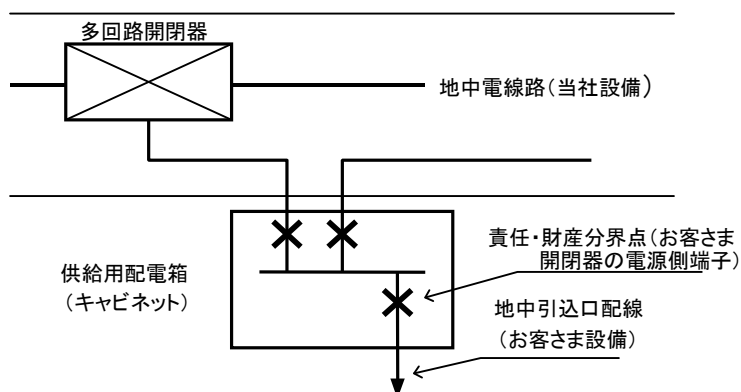 多回路開閉器
地中電線路(当社設備)
供給用配電箱
(キャビネット)
責任・財産分界点(お客さま
開閉器の電源側端子)
地中引込口配線
(お客さま設備)